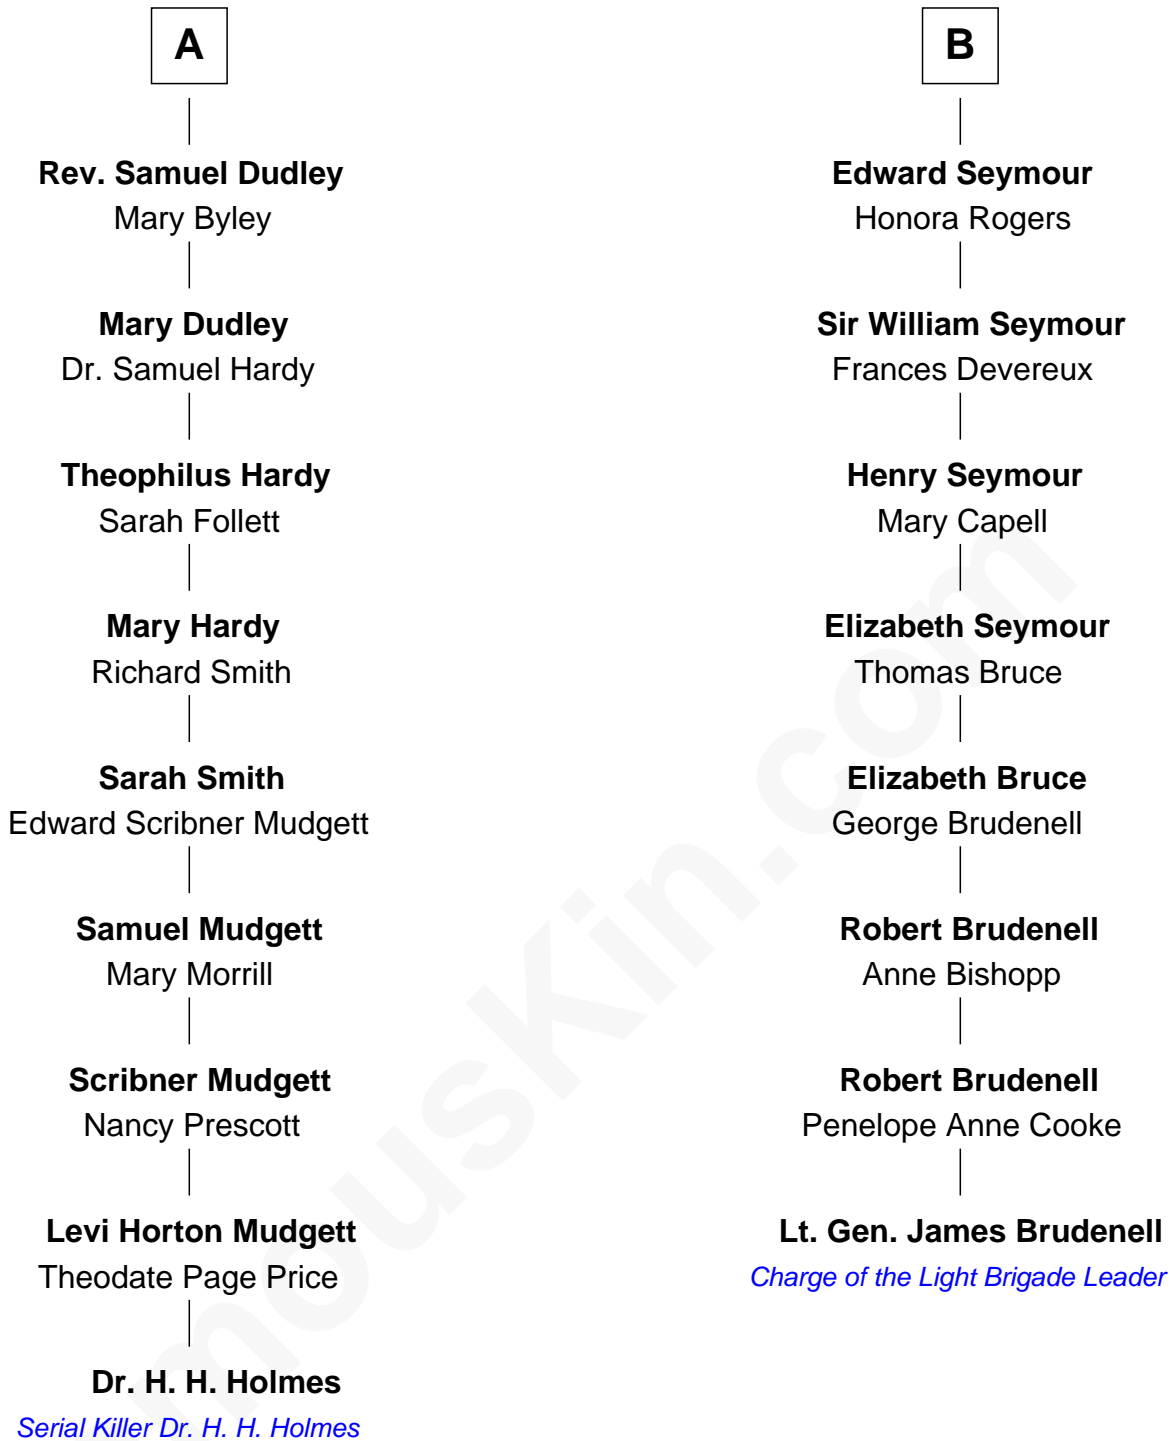 A
Rev. Samuel Dudley
Mary Byley
Mary Dudley
Dr. Samuel Hardy
Theophilus Hardy
Sarah Follett
Mary Hardy
Richard Smith
Sarah Smith
Edward Scribner Mudgett
Samuel Mudgett
Mary Morrill
Scribner Mudgett
Nancy Prescott
Levi Horton Mudgett
Theodate Page Price
Dr. H. H. Holmes
Serial Killer Dr. H. H. Holmes
B
Edward Seymour
Honora Rogers
Sir William Seymour
Frances Devereux
Henry Seymour
Mary Capell
Elizabeth Seymour
Thomas Bruce
Elizabeth Bruce
George Brudenell
Robert Brudenell
Anne Bishopp
Robert Brudenell
Penelope Anne Cooke
Lt. Gen. James Brudenell
Charge of the Light Brigade Leader
mousKin.com